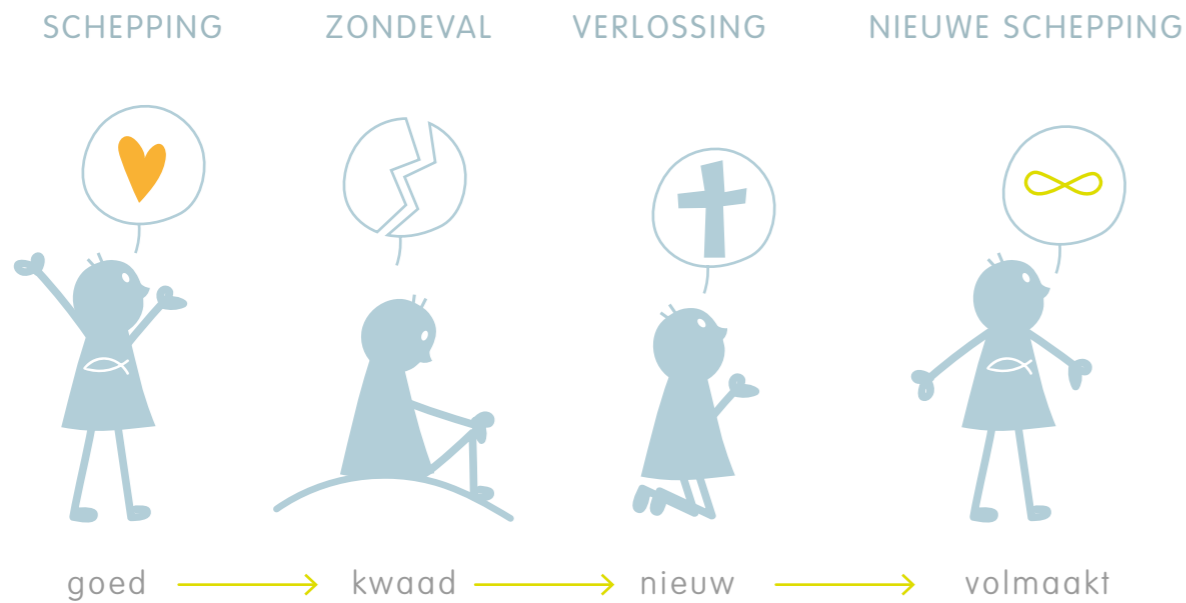 SCHEPPING ZONDEVAL VERLOSSING NIEUWE SCHEPPING
goed kwaad nieuw volmaakt